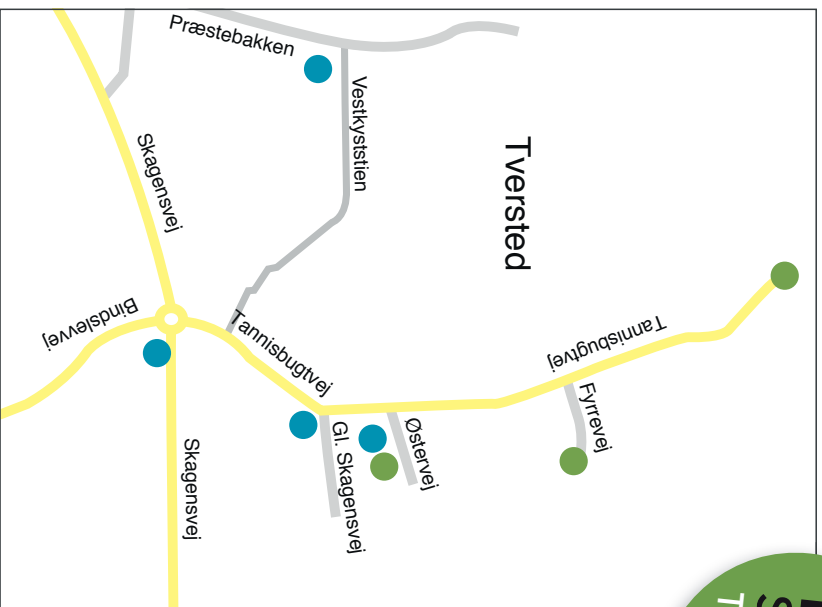 Præstebakken
Vestkyststien
Tversted
Skagensvej
Bindslevvej
Tannisbugtvej
Tannisbugtvej
Fyrrevej
Østervej
Gl. Skagensvej
Skagensvej